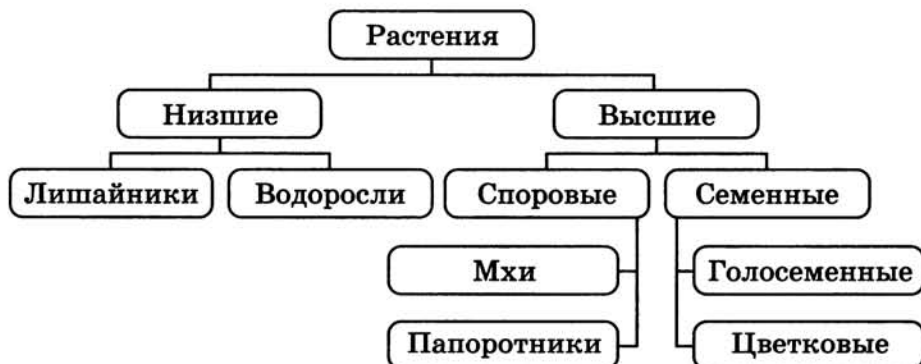 Растения
Низшие
Высшие
Лишайники
Водоросли
Споровые
Семенные
Мхи
Голосеменные
Папоротники
Цветковые